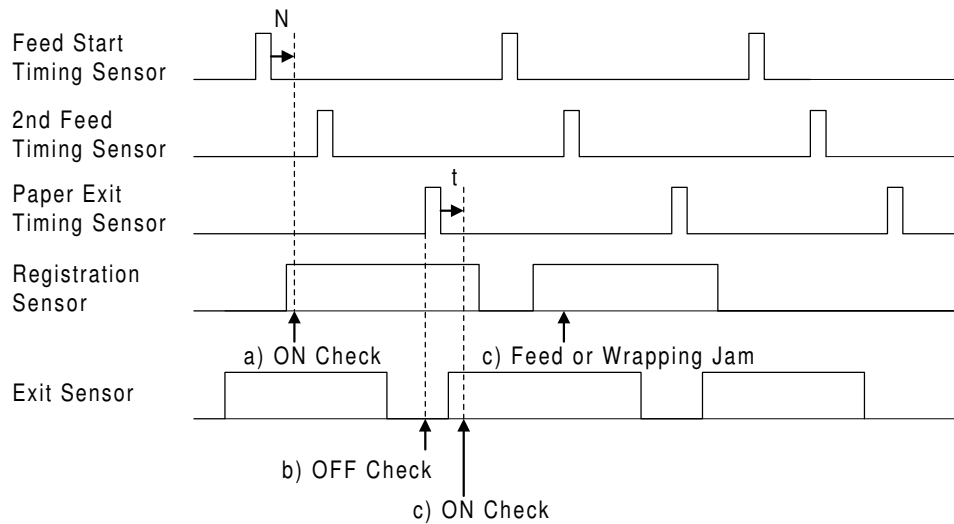 N
Feed Start
Timing Sensor
2nd Feed
Timing Sensor
t
Paper Exit
Timing Sensor
Registration
Sensor
a) ON Check
c) Feed or Wrapping Jam
Exit Sensor
b) OFF Check
c) ON Check